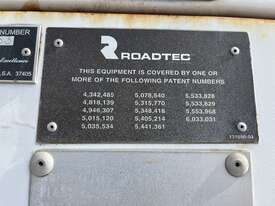 NUMBER
Excellence
S.A. 37405
ROADTEC
THIS EQUIPMENT IS COVERED BY ONE OR
MORE OF THE FOLLOWING PATENT NUMBERS
4,342,485 5,078,540 5,533,828
4,818,139 5,315,770 5,533,829
4,946,307 5,348,418 5,553,968
5,015,120 5,405,214 6,033,031
5,035,534 5,441,361